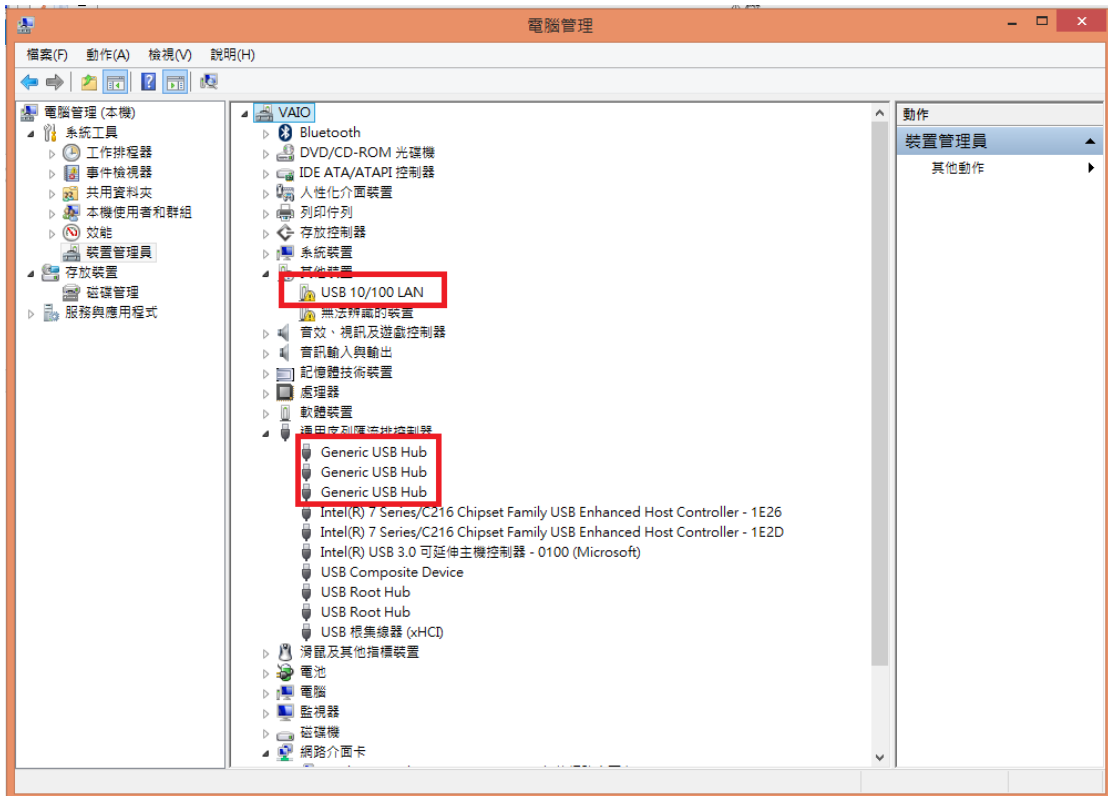 電腦管理
檔案(F) 動作(A) 檢視(V) 說明(H)
電腦管理 (本機)
系統工具
工作排程器
事件檢視器
共用資料夾
本機使用者和群組
效能
裝置管理員
存放裝置
磁碟管理
服務與應用程式
VAIO
Bluetooth
DVD/CD-ROM 光碟機
IDE ATA/ATAPI 控制器
人性化介面裝置
列印佇列
存放控制器
系統裝置
其他裝置
USB 10/100 LAN
無法辨識的裝置
音效、視訊及遊戲控制器
音訊輸入與輸出
記憶體技術裝置
處理器
軟體裝置
通用序列匯流排控制器
Generic USB Hub
Generic USB Hub
Generic USB Hub
Intel(R) 7 Series/C216 Chipset Family USB Enhanced Host Controller - 1E26
Intel(R) 7 Series/C216 Chipset Family USB Enhanced Host Controller - 1E2D
Intel(R) USB 3.0 可延伸主機控制器 - 0100 (Microsoft)
USB Composite Device
USB Root Hub
USB Root Hub
USB 根集線器 (xHCI)
滑鼠及其他指標裝置
電池
電腦
監視器
磁碟機
網路介面卡
動作
裝置管理員
其他動作